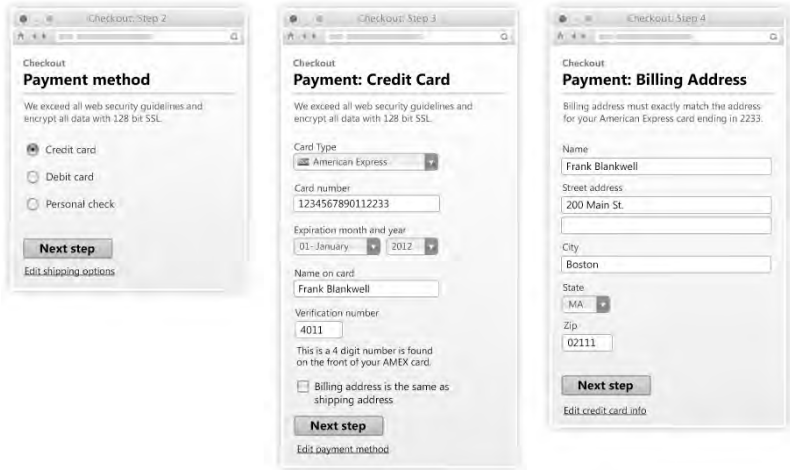 Checkout: Step 2
Checkout
Payment method
We exceed all web security guidelines and
encrypt all data with 128 bit SSL.
Credit card
Debit card
Personal check
Next step
Edit shipping options
Checkout: Step 3
Checkout
Payment: Credit Card
We exceed all web security guidelines and
encrypt all data with 128 bit SSL.
Card Type
American Express
Card number
1234567890112233
Expiration month and year
01- January 2012
Name on card
Frank Blankwell
Verification number
4011
This is a 4 digit number is found
on the front of your AMEX card.
Billing address is the same as
shipping address
Next step
Edit payment method
Checkout: Step 4
Checkout
Payment: Billing Address
Billing address must exactly match the address
for your American Express card ending in 2233.
Name
Frank Blankwell
Street address
200 Main St.
City
Boston
State
MA
Zip
02111
Next step
Edit credit card info